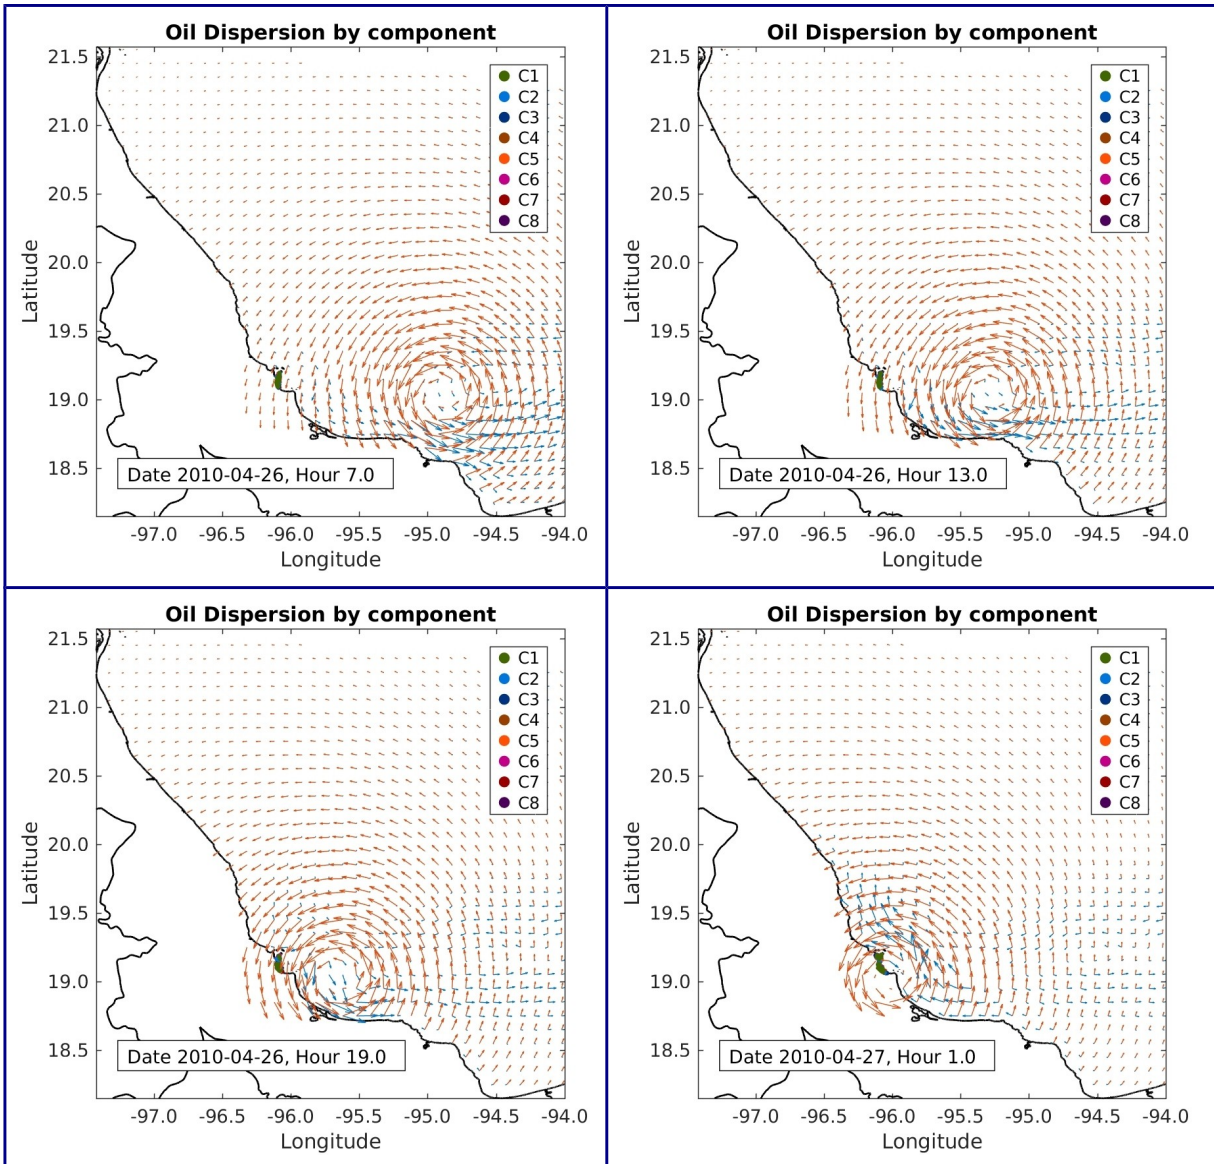 Oil Dispersion by component
21.5
21.0
20.5
20.0
19.5
19.0
18.5
Latitude
C1
C2
C3
C4
C5
C6
C7
C8
Date 2010-04-26, Hour 7.0
-97.0 -96.5 -96.0 -95.5 -95.0 -94.5 -94.0
Longitude
Oil Dispersion by component
21.5
21.0
20.5
20.0
19.5
19.0
18.5
Latitude
C1
C2
C3
C4
C5
C6
C7
C8
Date 2010-04-26, Hour 13.0
-97.0 -96.5 -96.0 -95.5 -95.0 -94.5 -94.0
Longitude
Oil Dispersion by component
21.5
21.0
20.5
20.0
19.5
19.0
18.5
Latitude
C1
C2
C3
C4
C5
C6
C7
C8
Date 2010-04-26, Hour 19.0
-97.0 -96.5 -96.0 -95.5 -95.0 -94.5 -94.0
Longitude
Oil Dispersion by component
21.5
21.0
20.5
20.0
19.5
19.0
18.5
Latitude
C1
C2
C3
C4
C5
C6
C7
C8
Date 2010-04-27, Hour 1.0
-97.0 -96.5 -96.0 -95.5 -95.0 -94.5 -94.0
Longitude